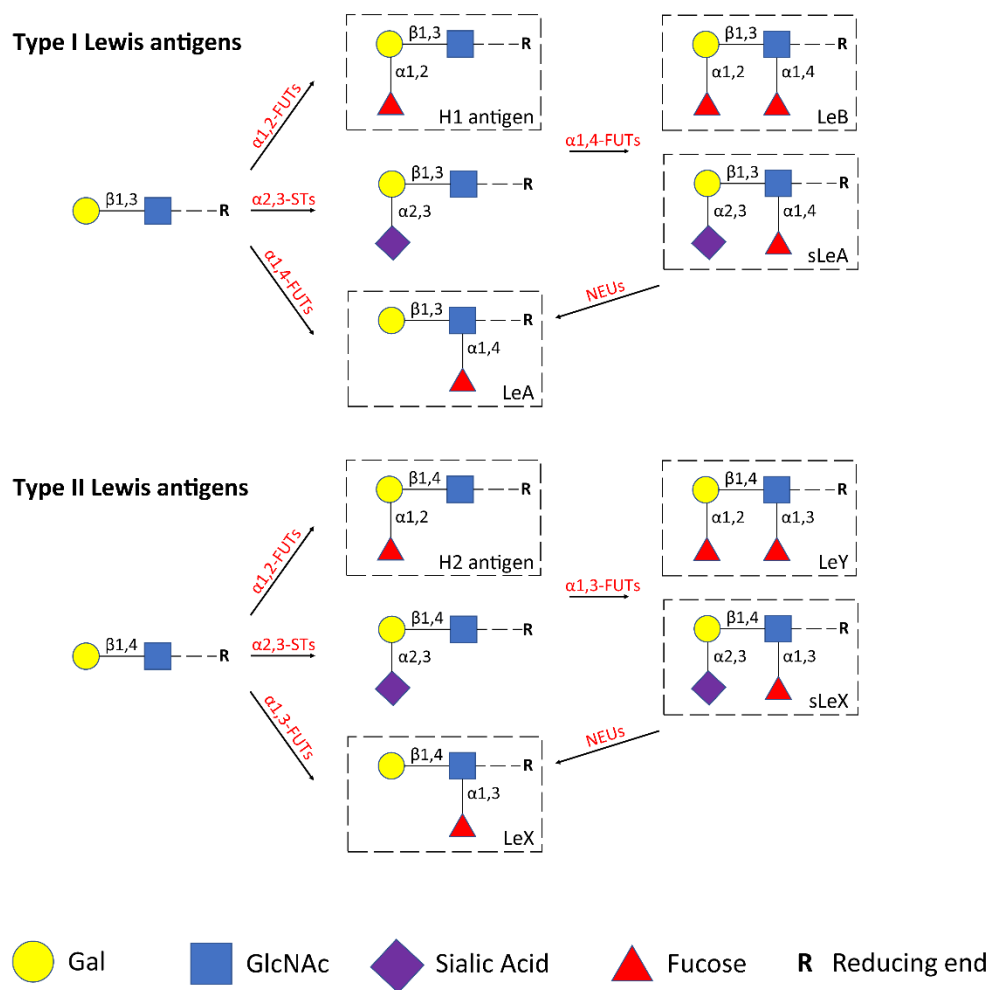 Type I Lewis antigens
β1,3 R
α1,2
H1 antigen
β1,3 R
α1,2 α1,4
LeB
α1,2-FUTs
α1,4-FUTs
β1,3 R
α2,3-STs
β1,3 R
α2,3
β1,3 R
α2,3 α1,4
sLeA
α1,4-FUTs
NEUs
β1,3 R
α1,4
LeA
Type II Lewis antigens
β1,4 R
α1,2
H2 antigen
β1,4 R
α1,2 α1,3
LeY
α1,2-FUTs
α1,3-FUTs
β1,4 R
α2,3-STs
β1,4 R
α2,3
β1,4 R
α2,3 α1,3
sLeX
α1,3-FUTs
NEUs
β1,4 R
α1,3
LeX
Gal GlcNAc Sialic Acid Fucose R Reducing end